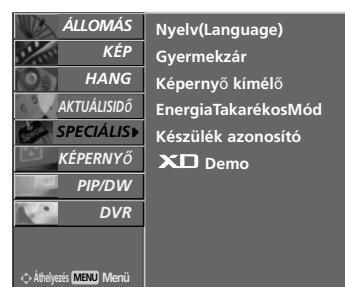 ÁLLOMÁS
KÉP
HANG
AKTUÁLISIDŐ
SPECIÁLIS
KÉPERNYŐ
PIP/DW
DVR
Áthelyezés MENU Menü
Nyelv(Language)
Gyermekzár
Képernyő kímélő
EnergiaTakarékosMód
Készülék azonosító
XD Demo